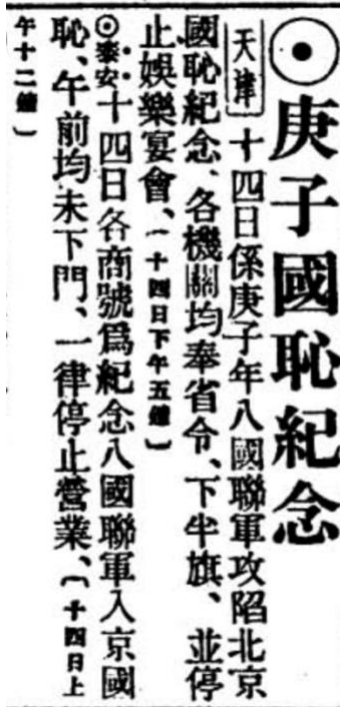 ⊙庚子國恥紀念
天津 十四日係庚子年八國聯軍攻陷北京
國恥紀念、各機關均奉省令、下半旗、並停
止娛樂宴會、（十四日下午五鐘）
⊙泰安 十四日各商號爲紀念八國聯軍入京國
恥、午前均未下門、一律停止營業、（十四日上
午十二鐘）